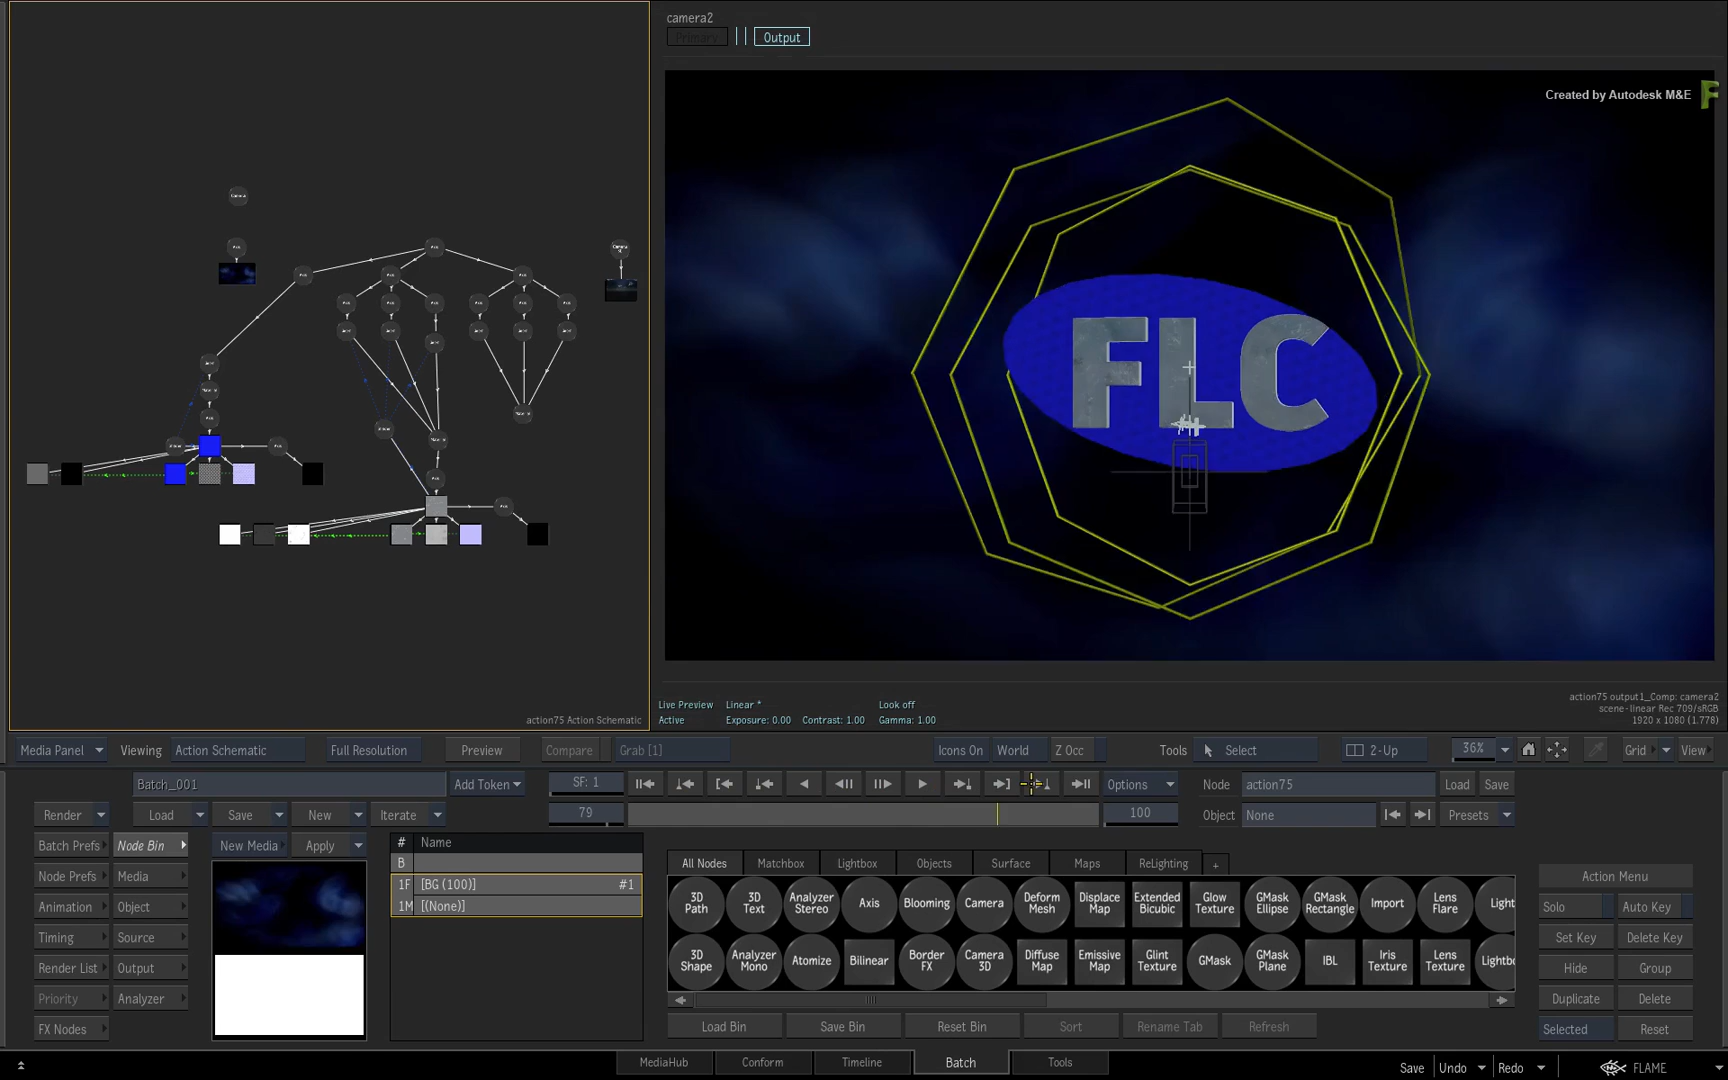 camera2
Primary
Output
Created by Autodesk M&E
FLC
action75 Action Schematic
Live Preview Linear * Look off
Active Exposure: 0.00 Contrast: 1.00 Gamma: 1.00
action75 output1_Comp: camera2
scene-linear Rec 709/sRGB
1920 x 1080 (1.778)
Media Panel Viewing Action Schematic Full Resolution Preview Compare Grab [1] Icons On World Z Occ Tools Select 2-Up 36% Grid View
Batch_001 Add Token SF: 1 Options Node action75 Load Save
Render Load Save New Iterate 79 100 Object None Presets
Batch Prefs Node Bin New Media Apply # Name
B
All Nodes Matchbox Lightbox Objects Surface Maps ReLighting +
Node Prefs Media 1F [BG (100)] #1
1M [(None)]
Animation Object
Timing Source
Render List Output
Priority Analyzer
FX Nodes
3D Path
3D Text
Analyzer Stereo
Axis
Blooming
Camera
Deform Mesh
Displace Map
Extended Bicubic
Glow Texture
GMask Ellipse
GMask Rectangle
Import
Lens Flare
Light
3D Shape
Analyzer Mono
Atomize
Bilinear
Border FX
Camera 3D
Diffuse Map
Emissive Map
Glint Texture
GMask
GMask Plane
IBL
Iris Texture
Lens Texture
Lightbo
Load Bin Save Bin Reset Bin Sort Rename Tab Refresh
Action Menu
Solo Auto Key
Set Key Delete Key
Hide Group
Duplicate Delete
Selected Reset
MediaHub Conform Timeline Batch Tools
Save Undo Redo FLAME